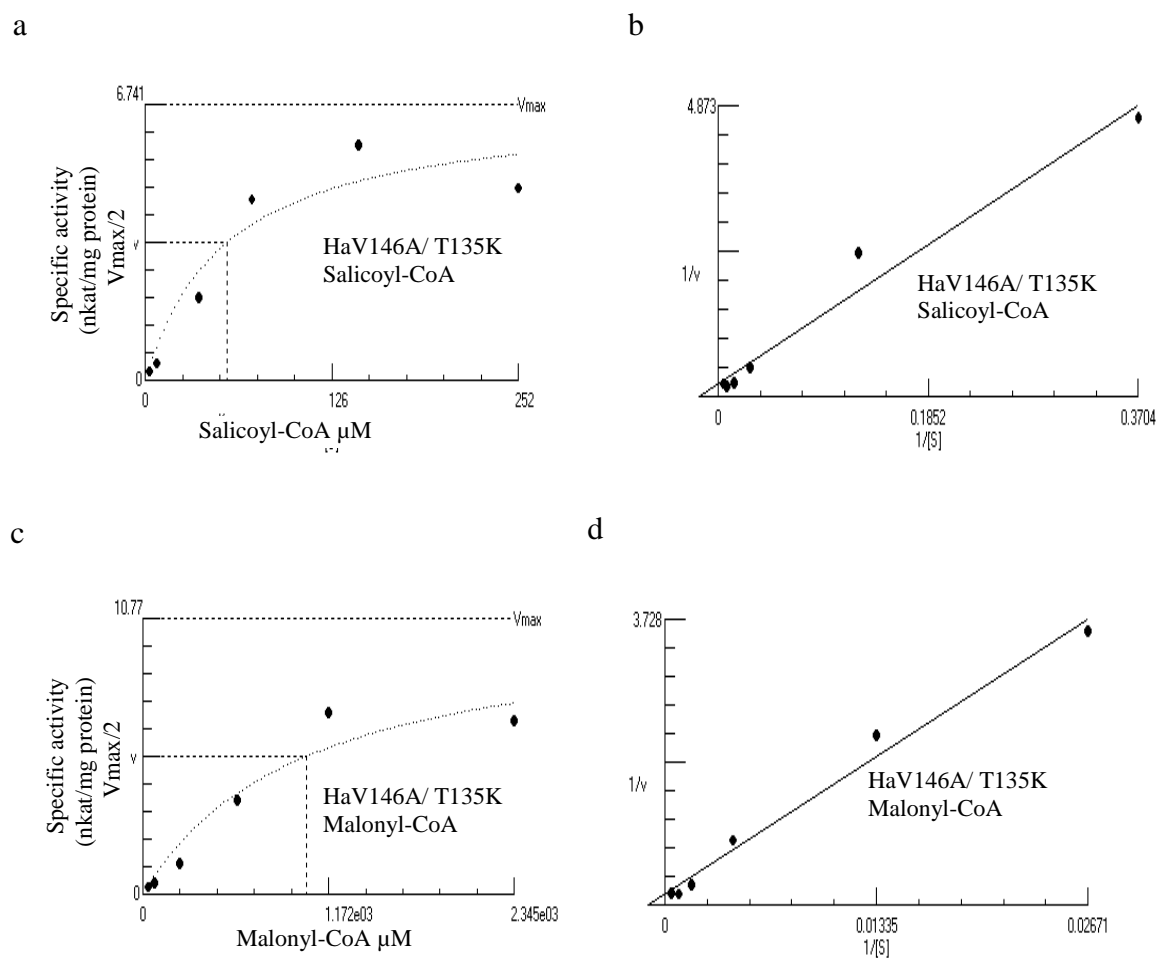 a
6.741
Vmax
Specific activity
(nkat/mg protein)
Vmax/2
v
HaV146A/ T135K
Salicoyl-CoA
0
0
126
252
Salicoyl-CoA µM
b
4.873
1/v
HaV146A/ T135K
Salicoyl-CoA
0
0.1852
0.3704
1/[S]
c
10.77
Vmax
Specific activity
(nkat/mg protein)
Vmax/2
v
HaV146A/ T135K
Malonyl-CoA
0
0
1.172e03
2.345e03
Malonyl-CoA µM
d
3.728
1/v
HaV146A/ T135K
Malonyl-CoA
0
0.01335
0.02671
1/[S]